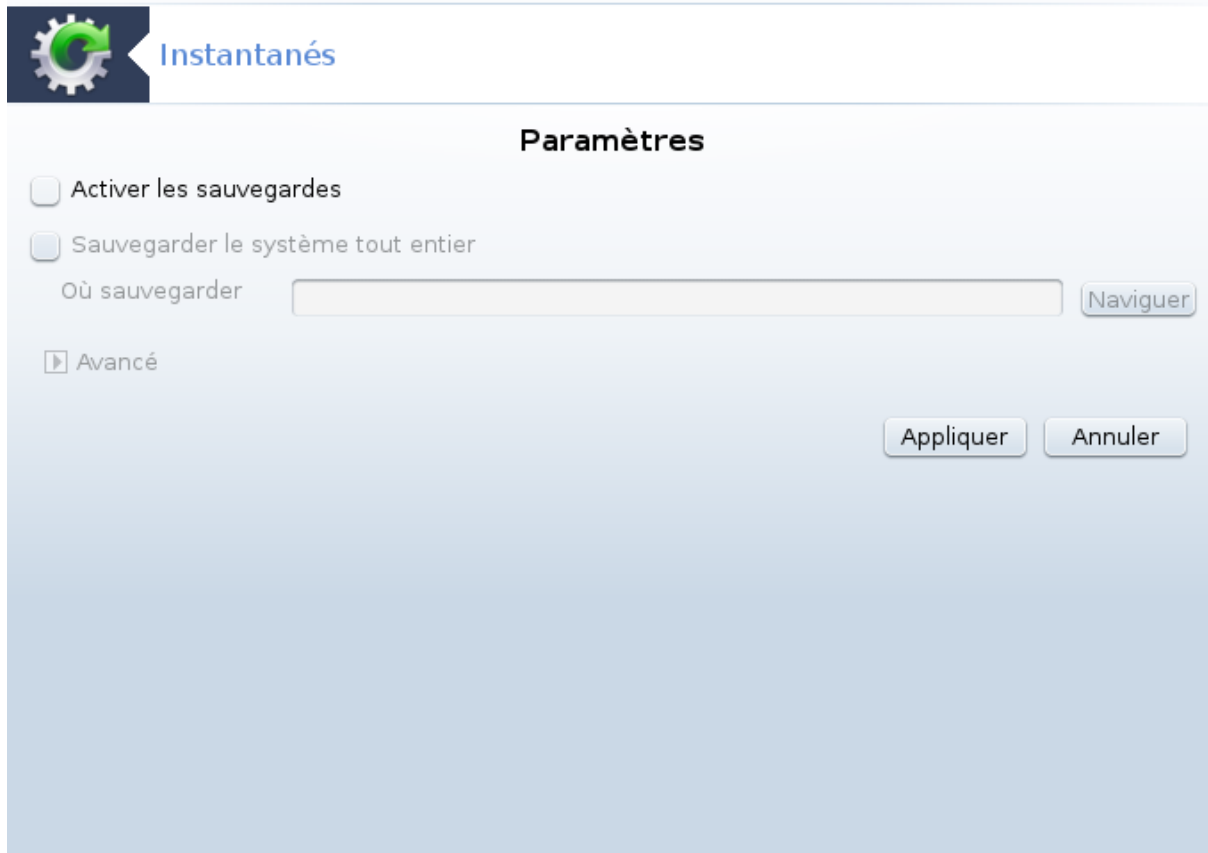 Instantanés
Paramètres
Activer les sauvegardes
Sauvegarder le système tout entier
Où sauvegarder
Naviguer
Avancé
Appliquer
Annuler